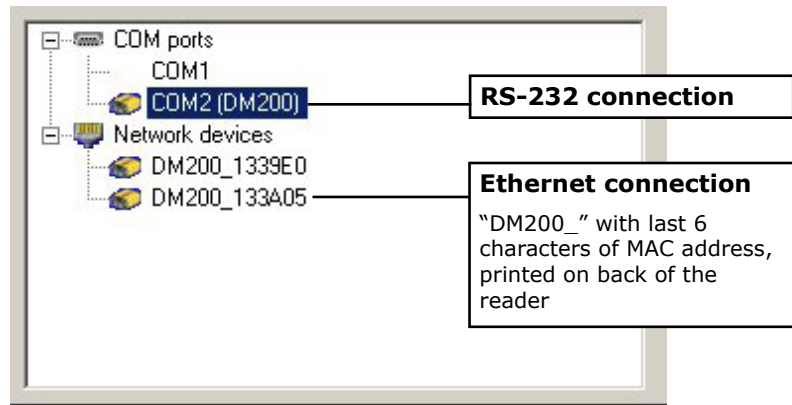 COM ports
COM1
COM2 (DM200)
RS-232 connection
Network devices
DM200_1339E0
DM200_133A05
Ethernet connection
“DM200_” with last 6
characters of MAC address,
printed on back of the
reader